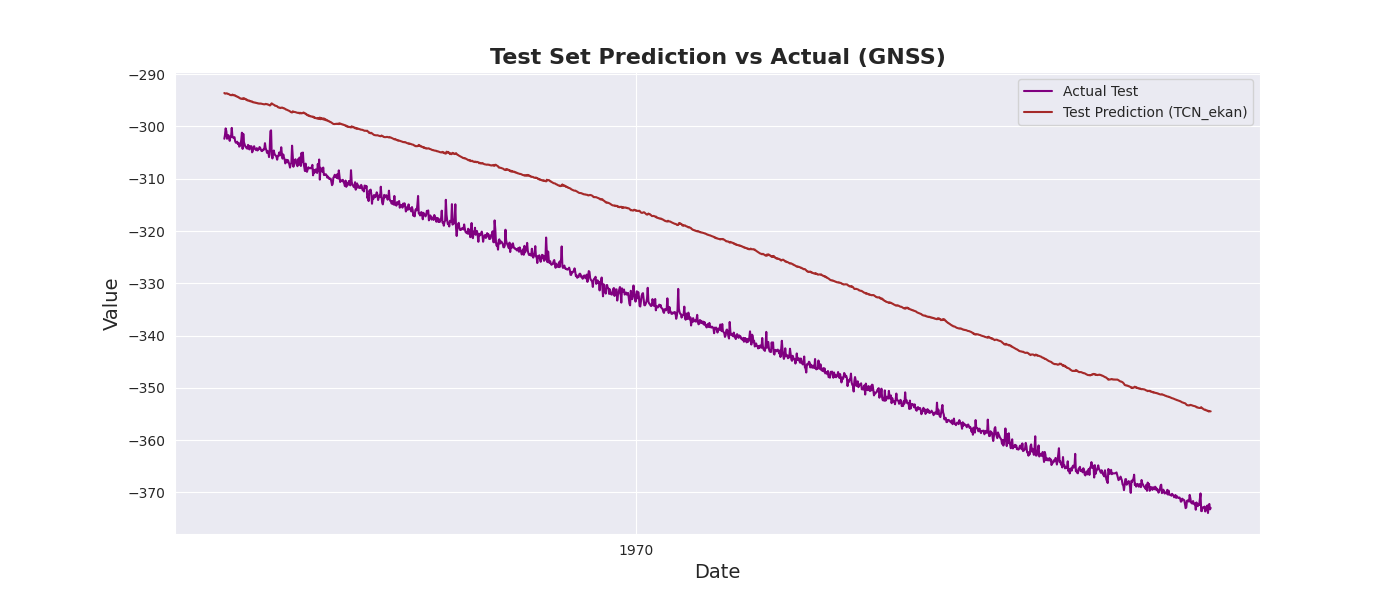 Test Set Prediction vs Actual (GNSS)
Actual Test
Test Prediction (TCN_ekan)
Value
−290
−300
−310
−320
−330
−340
−350
−360
−370
1970
Date